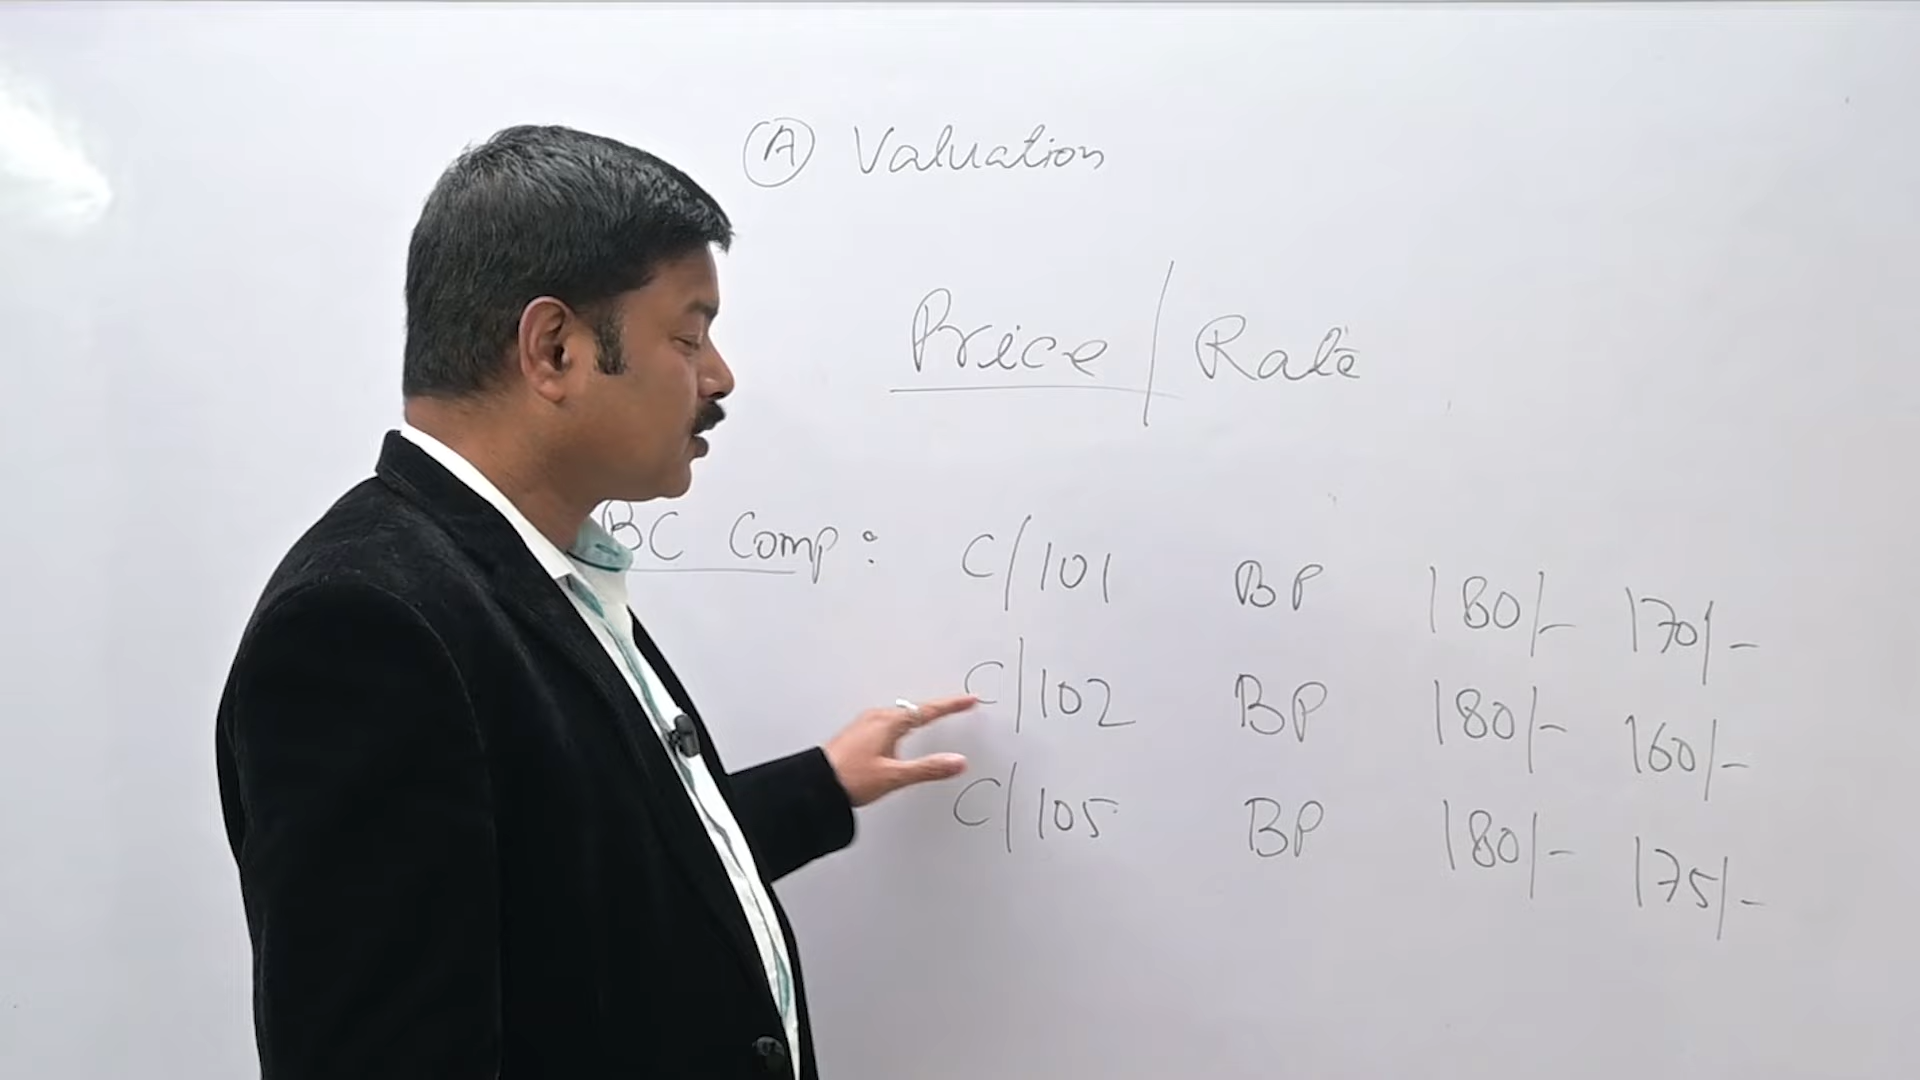 Ⓐ Valuation
Price / Rate
BC Comp : C/101 BP 180/- 170/-
C/102 BP 180/- 160/-
C/105 BP 180/- 175/-